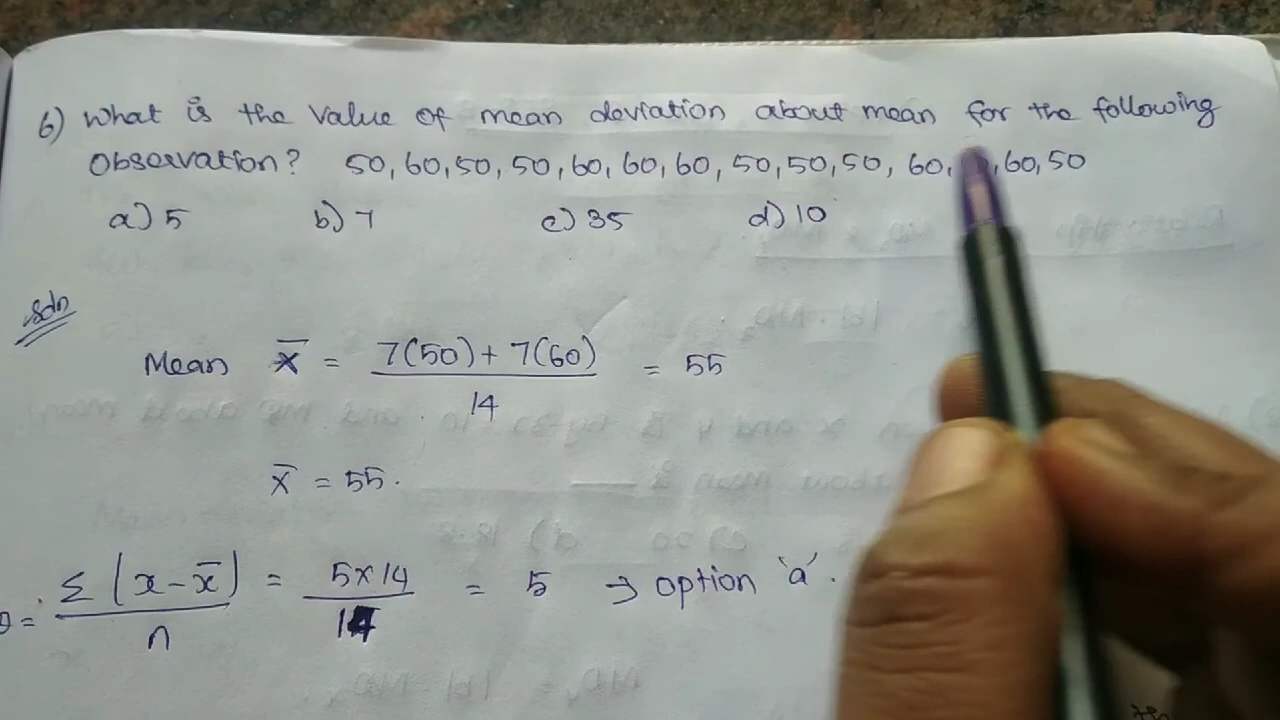 6) What is the value of mean deviation about mean for the following
Observation? 50, 60, 50, 50, 60, 60, 60, 50, 50, 50, 60, , 60, 50
a) 5 b) 7 c) 35 d) 10
Soln
Mean x̄ = 7(50) + 7(60) / 14 = 55
x̄ = 55.
= Σ |x - x̄| / n = 5x14 / 14 = 5 → option 'a'.